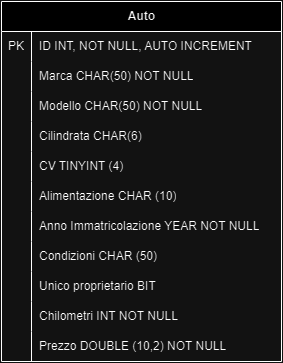 Auto
PK ID INT, NOT NULL, AUTO INCREMENT
Marca CHAR(50) NOT NULL
Modello CHAR(50) NOT NULL
Cilindrata CHAR(6)
CV TINYINT (4)
Alimentazione CHAR (10)
Anno Immatricolazione YEAR NOT NULL
Condizioni CHAR (50)
Unico proprietario BIT
Chilometri INT NOT NULL
Prezzo DOUBLE (10,2) NOT NULL